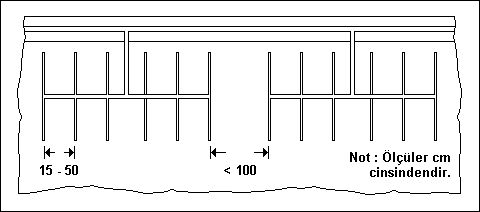 15 - 50
< 100
Not : Ölçüler cm
cinsindendir.